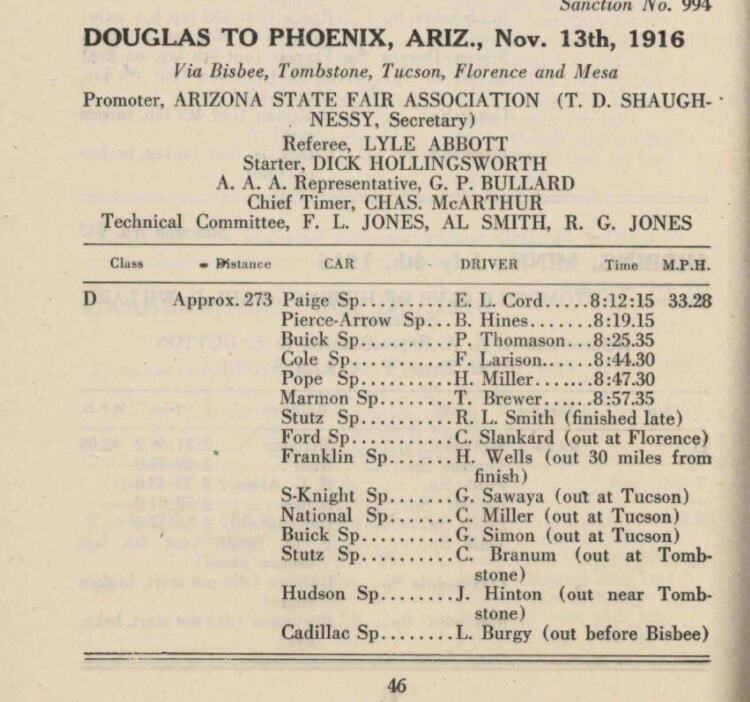 Sanction No. 994
DOUGLAS TO PHOENIX, ARIZ., Nov. 13th, 1916
Via Bisbee, Tombstone, Tucson, Florence and Mesa
Promoter, ARIZONA STATE FAIR ASSOCIATION (T. D. SHAUGH-
NESSY, Secretary)
Referee, LYLE ABBOTT
Starter, DICK HOLLINGSWORTH
A. A. A. Representative, G. P. BULLARD
Chief Timer, CHAS. McARTHUR
Technical Committee, F. L. JONES, AL SMITH, R. G. JONES
Class Distance CAR DRIVER Time M.P.H.
D Approx. 273 Paige Sp.......E. L. Cord.....8:12:15 33.28
Pierce-Arrow Sp...B. Hines.......8:19.15
Buick Sp.........P. Thomason..8:25.35
Cole Sp..........F. Larison......8:44.30
Pope Sp.........H. Miller.......8:47.30
Marmon Sp.......T. Brewer......8:57.35
Stutz Sp.........R. L. Smith (finished late)
Ford Sp..........C. Slankard (out at Florence)
Franklin Sp.......H. Wells (out 30 miles from
finish)
S-Knight Sp.......G. Sawaya (out at Tucson)
National Sp.......C. Miller (out at Tucson)
Buick Sp.........G. Simon (out at Tucson)
Stutz Sp.........C. Branum (out at Tomb-
stone)
Hudson Sp........J. Hinton (out near Tomb-
stone)
Cadillac Sp........L. Burgy (out before Bisbee)
46